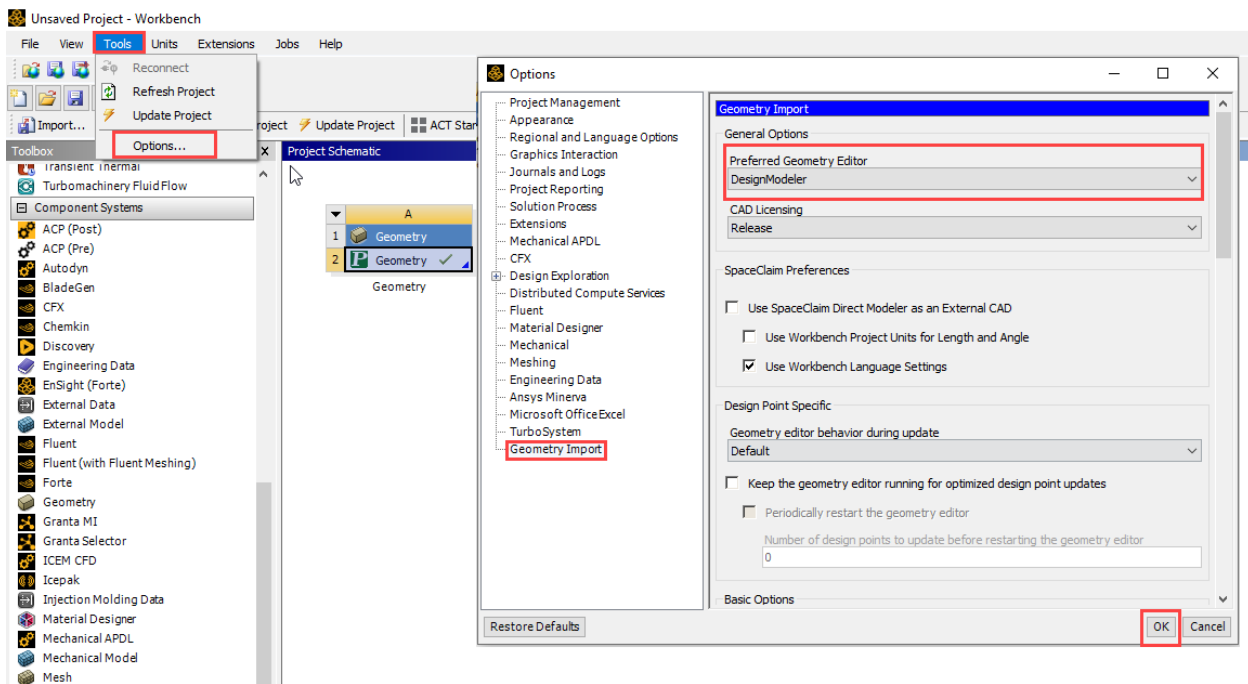 Unsaved Project - Workbench
File View Tools Units Extensions Jobs Help
Reconnect
Refresh Project
Update Project
Options...
Import...
roject
Update Project
ACT Star
Toolbox
X
Transient Thermal
Turbomachinery Fluid Flow
Component Systems
ACP (Post)
ACP (Pre)
Autodyn
BladeGen
CFX
Chemkin
Discovery
Engineering Data
EnSight (Forte)
External Data
External Model
Fluent
Fluent (with Fluent Meshing)
Forte
Geometry
Granta MI
Granta Selector
ICEM CFD
Icepak
Injection Molding Data
Material Designer
Mechanical APDL
Mechanical Model
Mesh
Project Schematic
A
1 Geometry
2 P Geometry
Geometry
Options
Project Management
Appearance
Regional and Language Options
Graphics Interaction
Journals and Logs
Project Reporting
Solution Process
Extensions
Mechanical APDL
CFX
Design Exploration
Distributed Compute Services
Fluent
Material Designer
Mechanical
Meshing
Engineering Data
Ansys Minerva
Microsoft Office Excel
TurboSystem
Geometry Import
Geometry Import
General Options
Preferred Geometry Editor
DesignModeler
CAD Licensing
Release
SpaceClaim Preferences
Use SpaceClaim Direct Modeler as an External CAD
Use Workbench Project Units for Length and Angle
Use Workbench Language Settings
Design Point Specific
Geometry editor behavior during update
Default
Keep the geometry editor running for optimized design point updates
Periodically restart the geometry editor
Number of design points to update before restarting the geometry editor
0
Basic Options
Restore Defaults
OK
Cancel